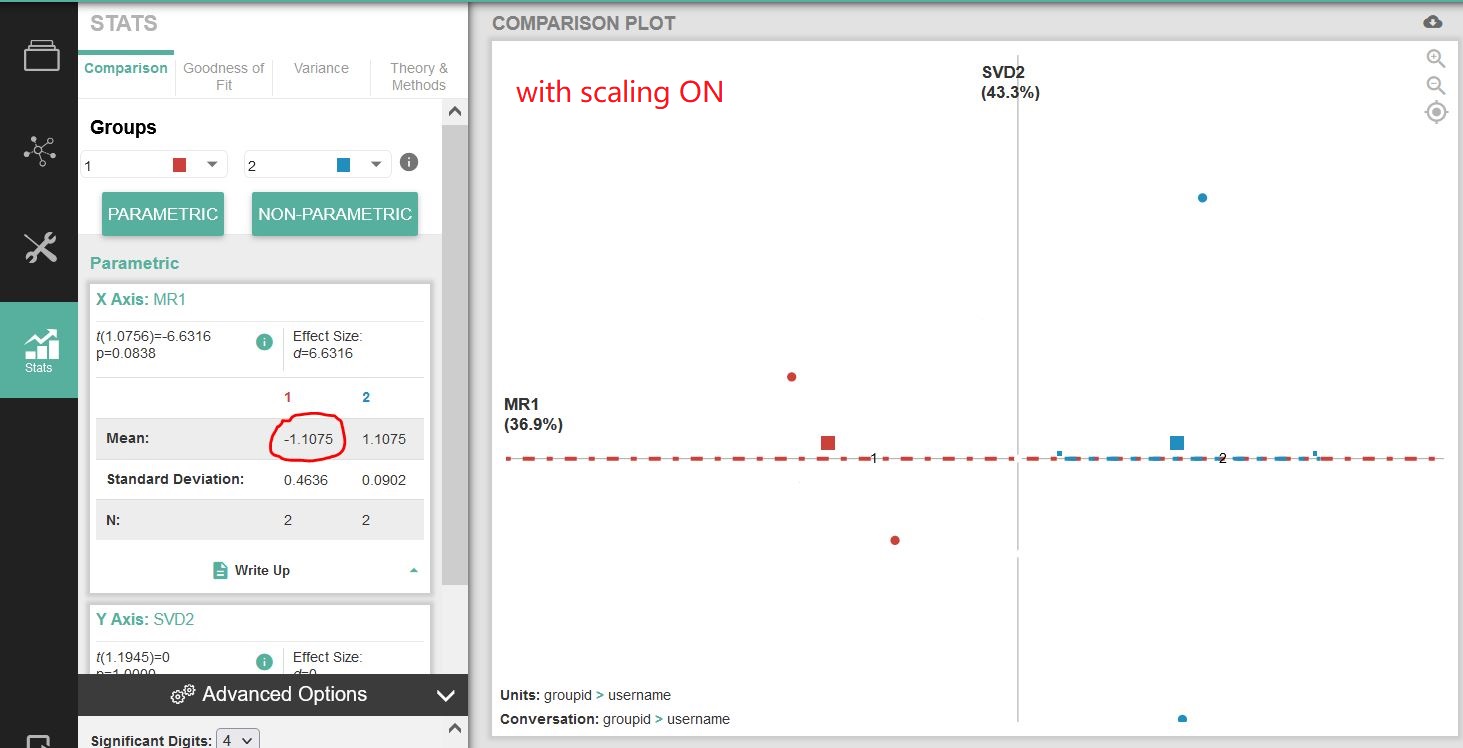 STATS
Comparison
Goodness of
Fit
Variance
Theory &
Methods
Groups
1
2
PARAMETRIC
NON-PARAMETRIC
Parametric
X Axis: MR1
t(1.0756)=-6.6316
p=0.0838
Effect Size:
d=6.6316
1 2
Mean: -1.1075 1.1075
Standard Deviation: 0.4636 0.0902
N: 2 2
Write Up
Y Axis: SVD2
t(1.1945)=0
p=1.0000
Effect Size:
d=0
Advanced Options
Significant Digits: 4
Stats
COMPARISON PLOT
with scaling ON
SVD2
(43.3%)
MR1
(36.9%)
1
2
Units: groupid > username
Conversation: groupid > username